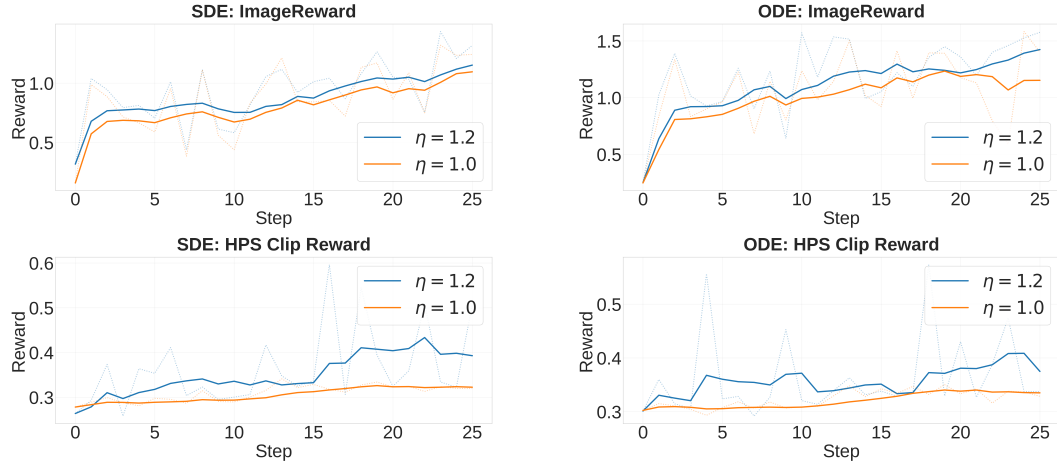 SDE: ImageReward
Reward
1.0
0.5
η = 1.2
η = 1.0
0 5 10 15 20 25
Step
ODE: ImageReward
Reward
1.5
1.0
0.5
η = 1.2
η = 1.0
0 5 10 15 20 25
Step
SDE: HPS Clip Reward
Reward
0.6
0.5
0.4
0.3
η = 1.2
η = 1.0
0 5 10 15 20 25
Step
ODE: HPS Clip Reward
Reward
0.5
0.4
0.3
η = 1.2
η = 1.0
0 5 10 15 20 25
Step